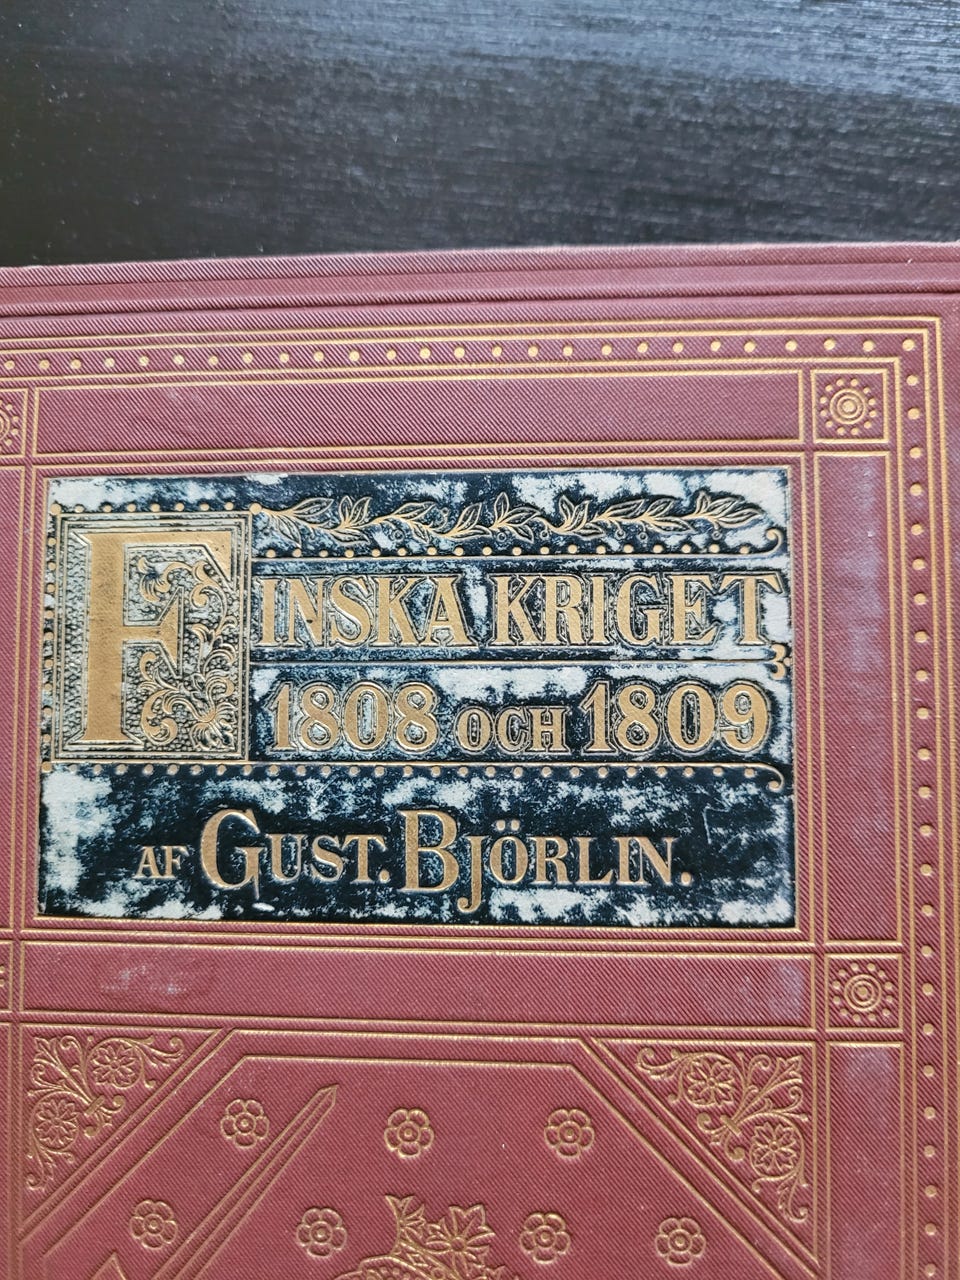 FINSKA KRIGET
1808 OCH 1809
AF GUST. BJÖRLIN.